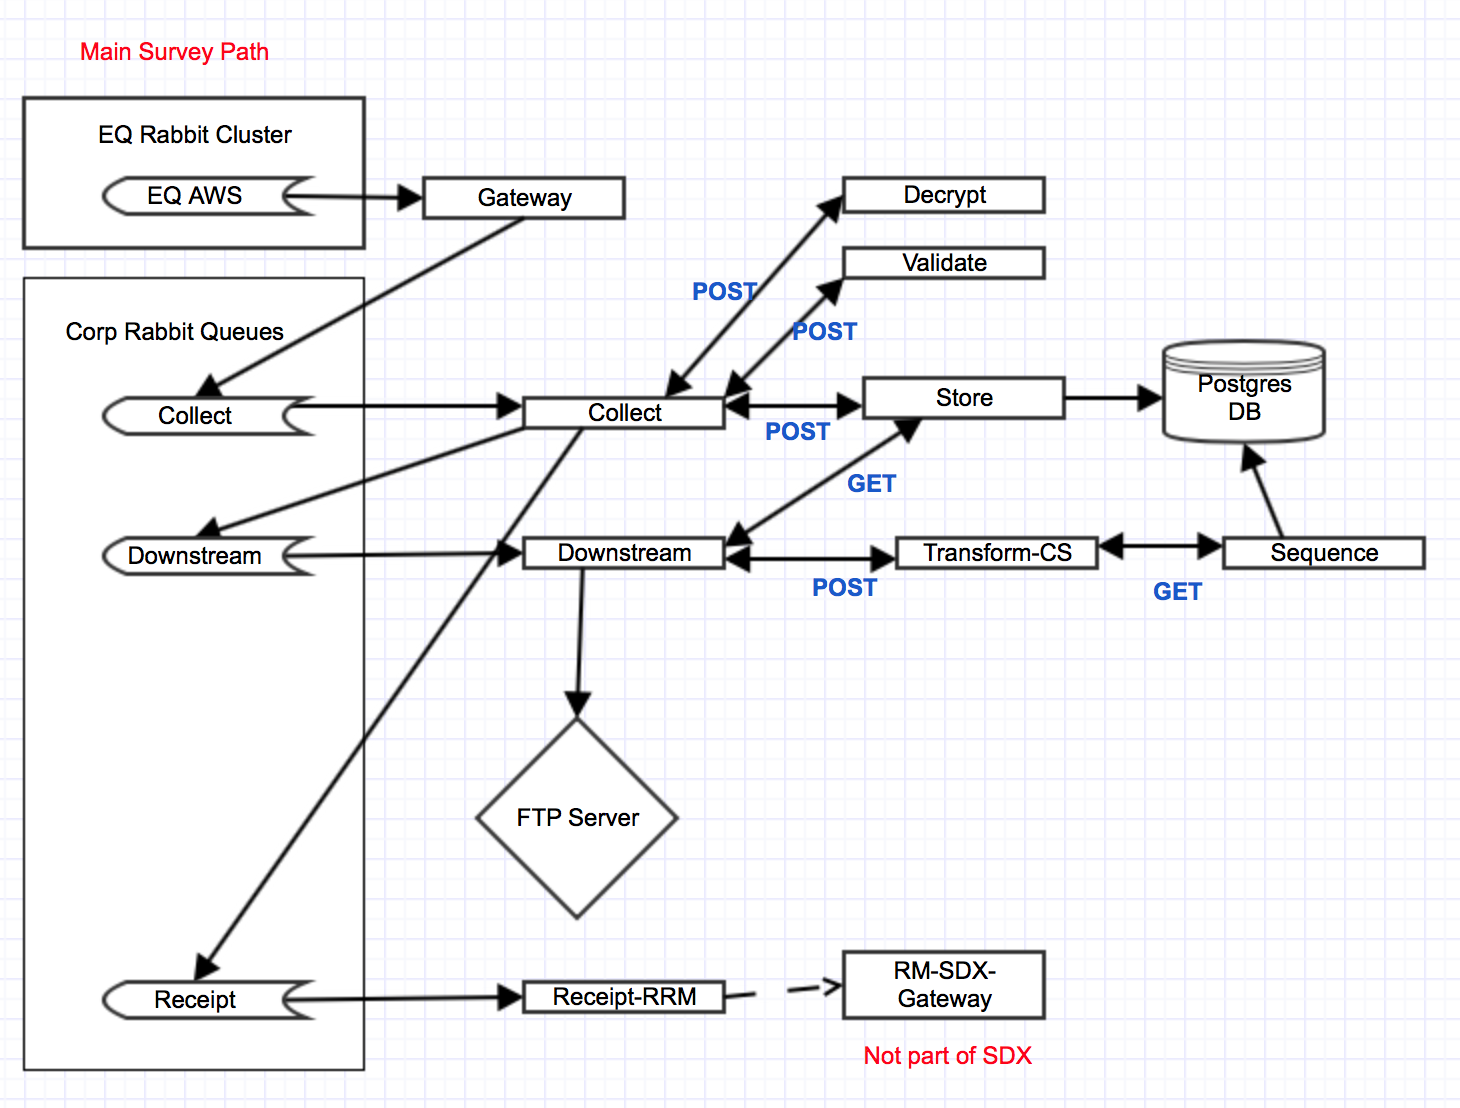 Main Survey Path
EQ Rabbit Cluster
EQ AWS
Gateway
Decrypt
Validate
POST
POST
Corp Rabbit Queues
Collect
Collect
Store
Postgres
DB
POST
GET
Downstream
Downstream
Transform-CS
Sequence
POST
GET
FTP Server
Receipt
Receipt-RRM
RM-SDX-
Gateway
Not part of SDX